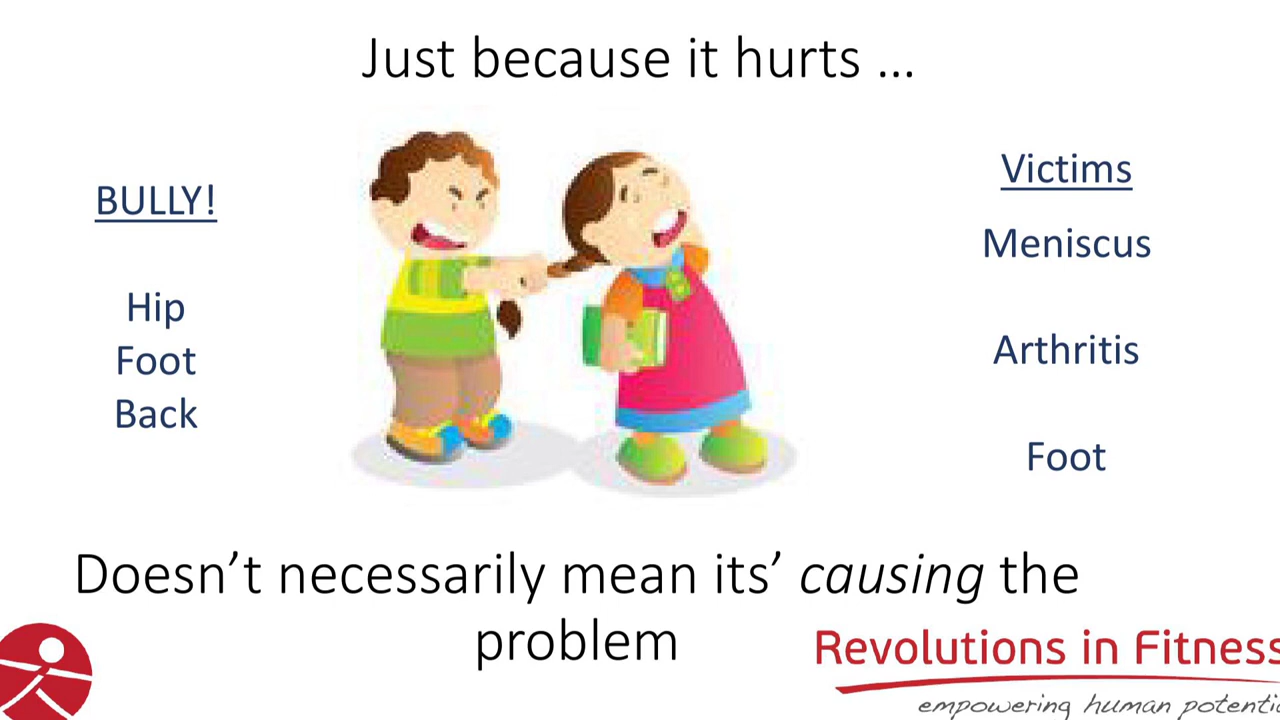 Just because it hurts ...
BULLY!
Hip
Foot
Back
Victims
Meniscus
Arthritis
Foot
Doesn’t necessarily mean its’ causing the
problem
Revolutions in Fitness
empowering human potentia